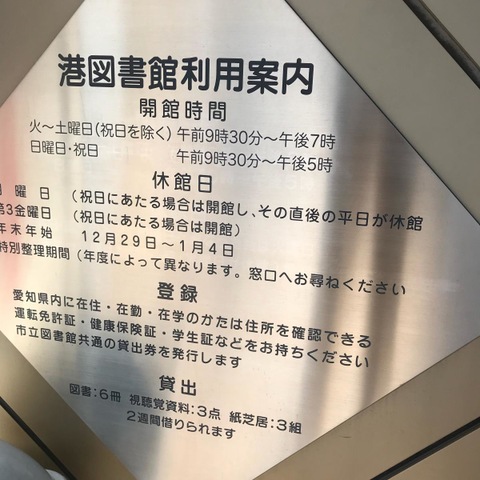 港図書館利用案内
開館時間
火～土曜日(祝日を除く) 午前9時30分～午後7時
日曜日・祝日 午前9時30分～午後5時
休館日
曜日 (祝日にあたる場合は開館し、その直後の平日が休館
第3金曜日 (祝日にあたる場合は開館)
年末年始 12月29日～1月4日
特別整理期間 (年度によって異なります。窓口へお尋ねください
登録
愛知県内に在住・在勤・在学のかたは住所を確認できる
運転免許証・健康保険証・学生証などをお持ちください
市立図書館共通の貸出券を発行します
貸出
図書:6冊 視聴覚資料:3点 紙芝居:3組
2週間借りられます